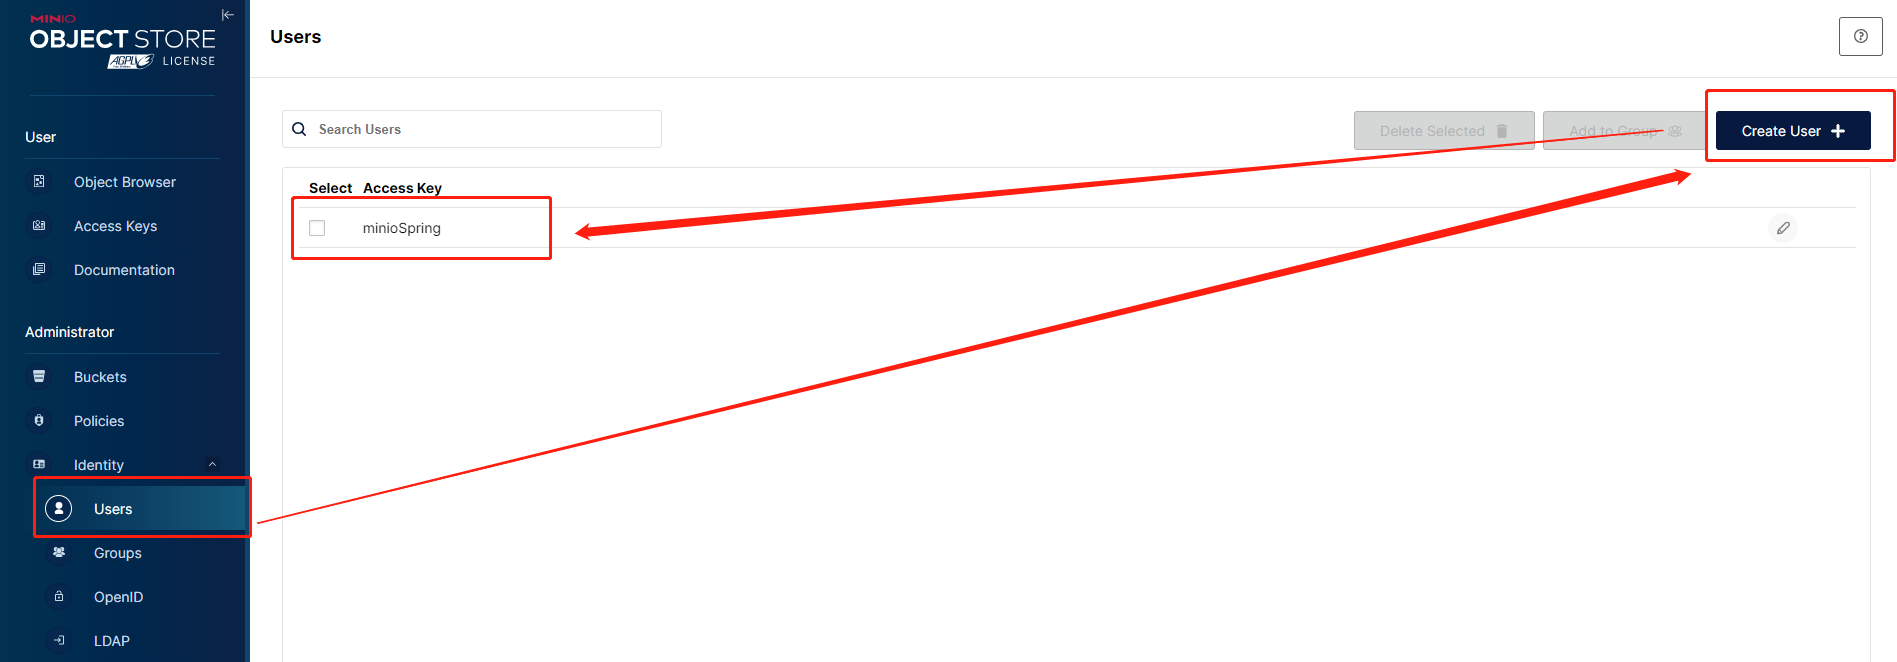 MINIO
OBJECT STORE
AGPLv3 LICENSE
User
Object Browser
Access Keys
Documentation
Administrator
Buckets
Policies
Identity
Users
Groups
OpenID
LDAP
Users
Search Users
Delete Selected
Add to Group
Create User
Select Access Key
minioSpring